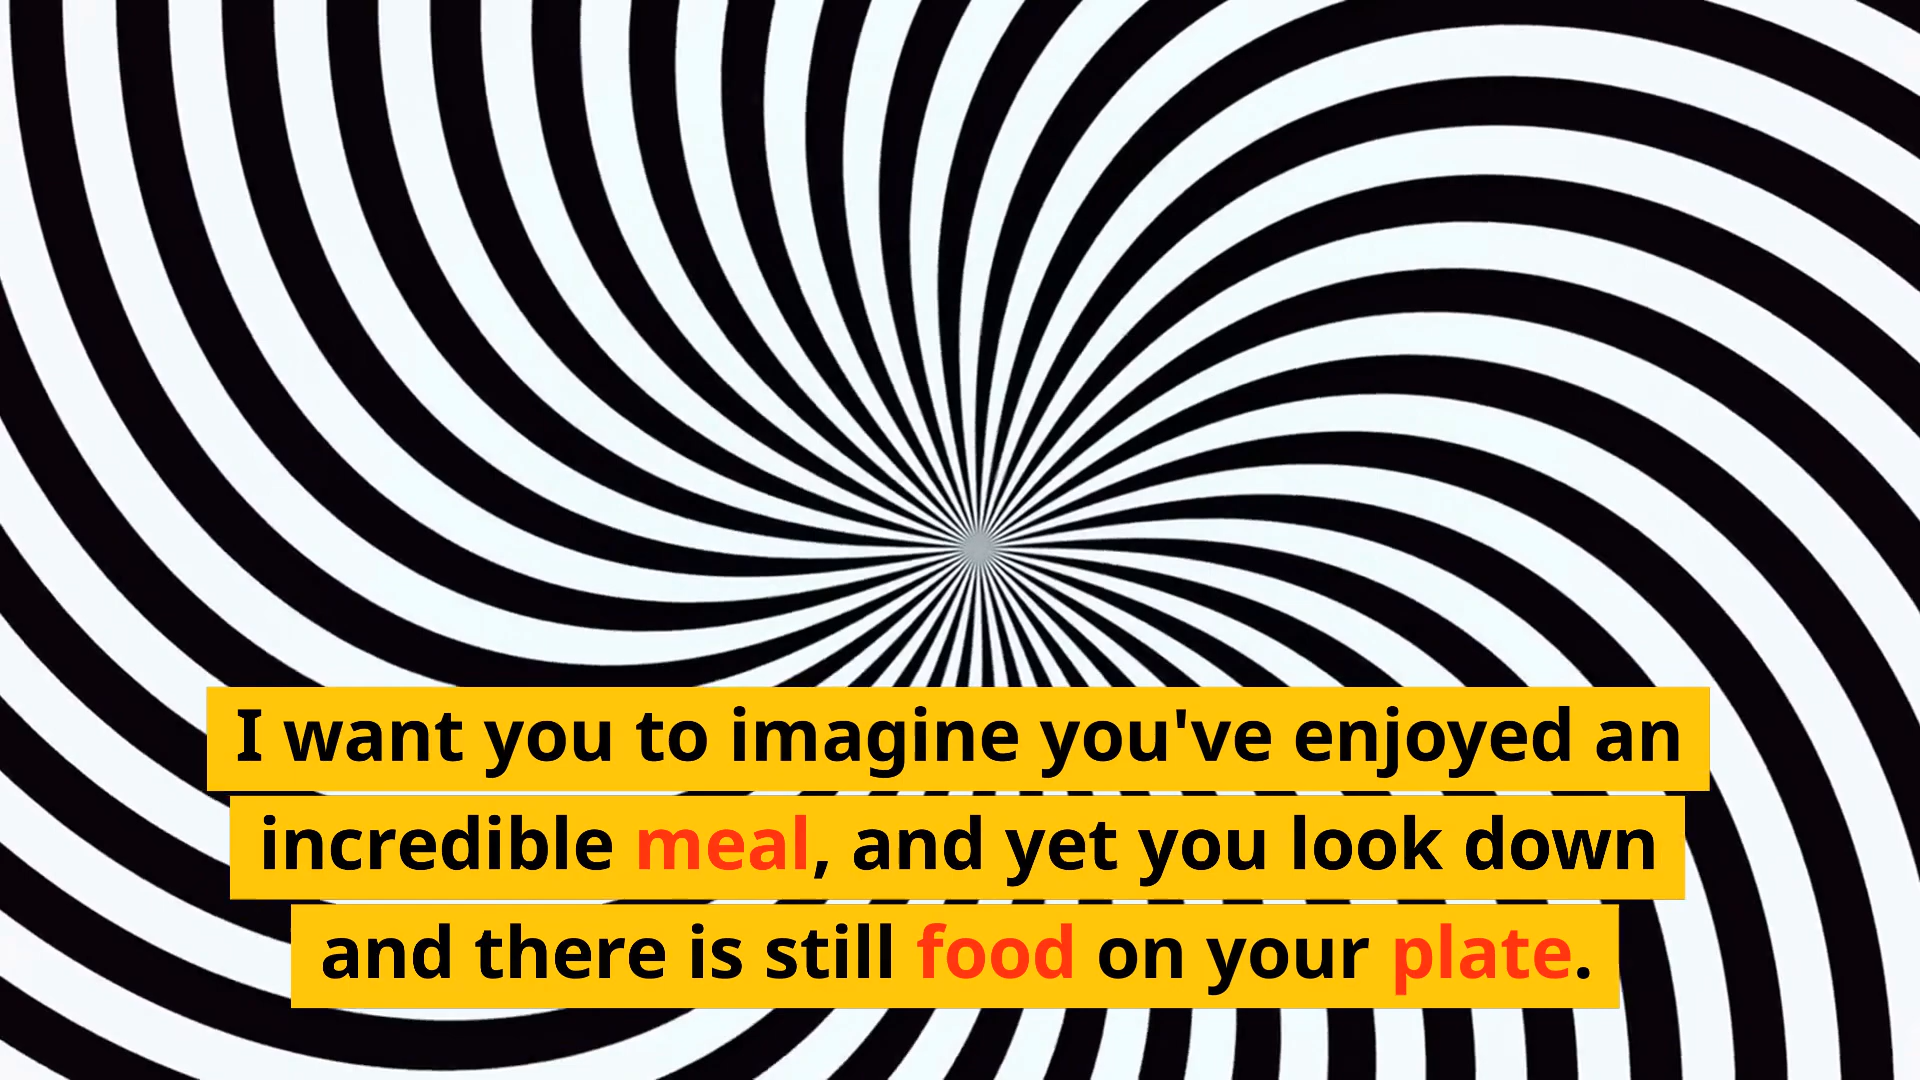 I want you to imagine you've enjoyed an
incredible meal, and yet you look down
and there is still food on your plate.